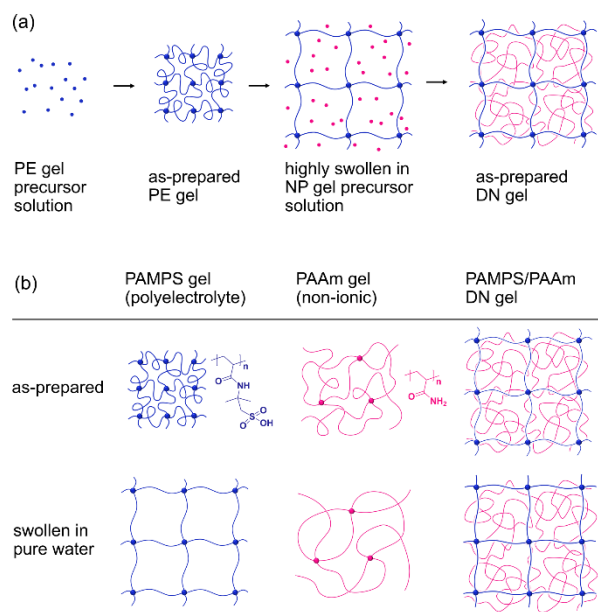 (a)
PE gel
precursor
solution
as-prepared
PE gel
highly swollen in
NP gel precursor
solution
as-prepared
DN gel
(b)
PAMPS gel
(polyelectrolyte)
PAAm gel
(non-ionic)
PAMPS/PAAm
DN gel
as-prepared
n
O
NH
O
S
O
OH
n
O
NH₂
swollen in
pure water